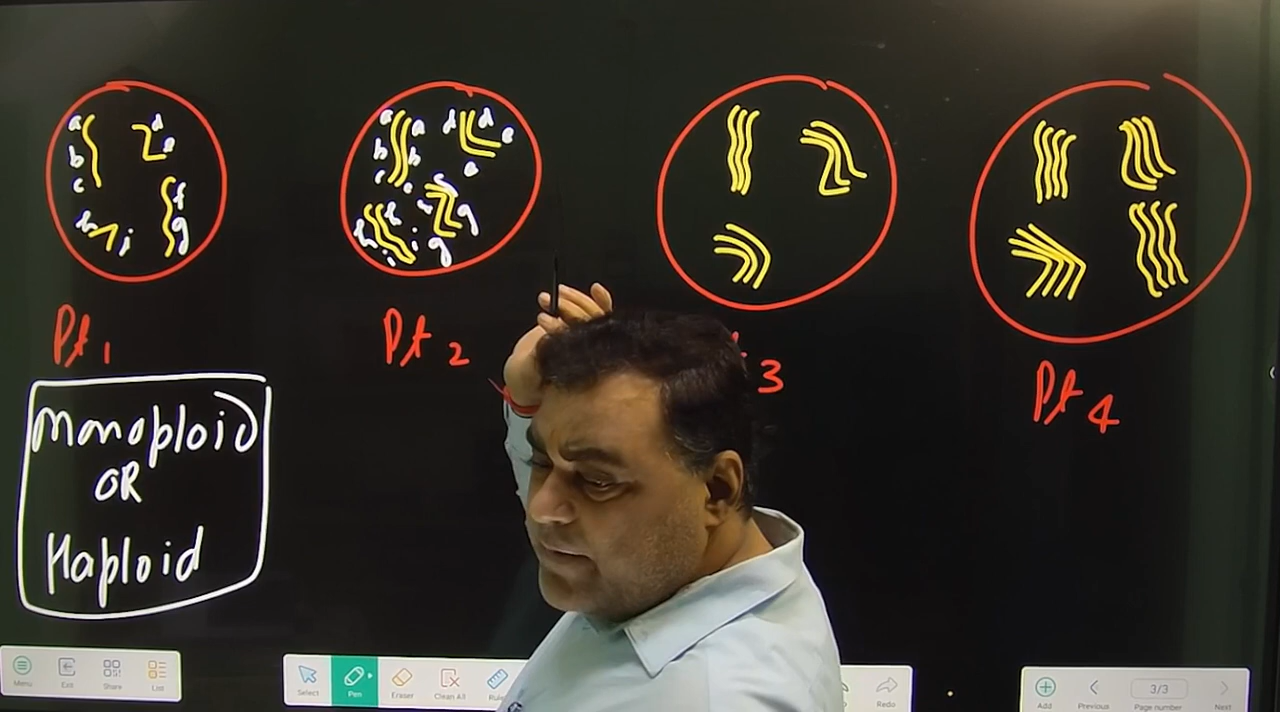 a
b
c
d
e
f
g
h
i
a a
b b
c c
d d
e e
h h
i i
g g
Pt 1
Pt 2
3
Pt 4
Monoploid
OR
Haploid
Menu
Exit
Share
List
Select
Pen
Eraser
Clean All
Redo
Add
Previous
3/3
Page number
Next